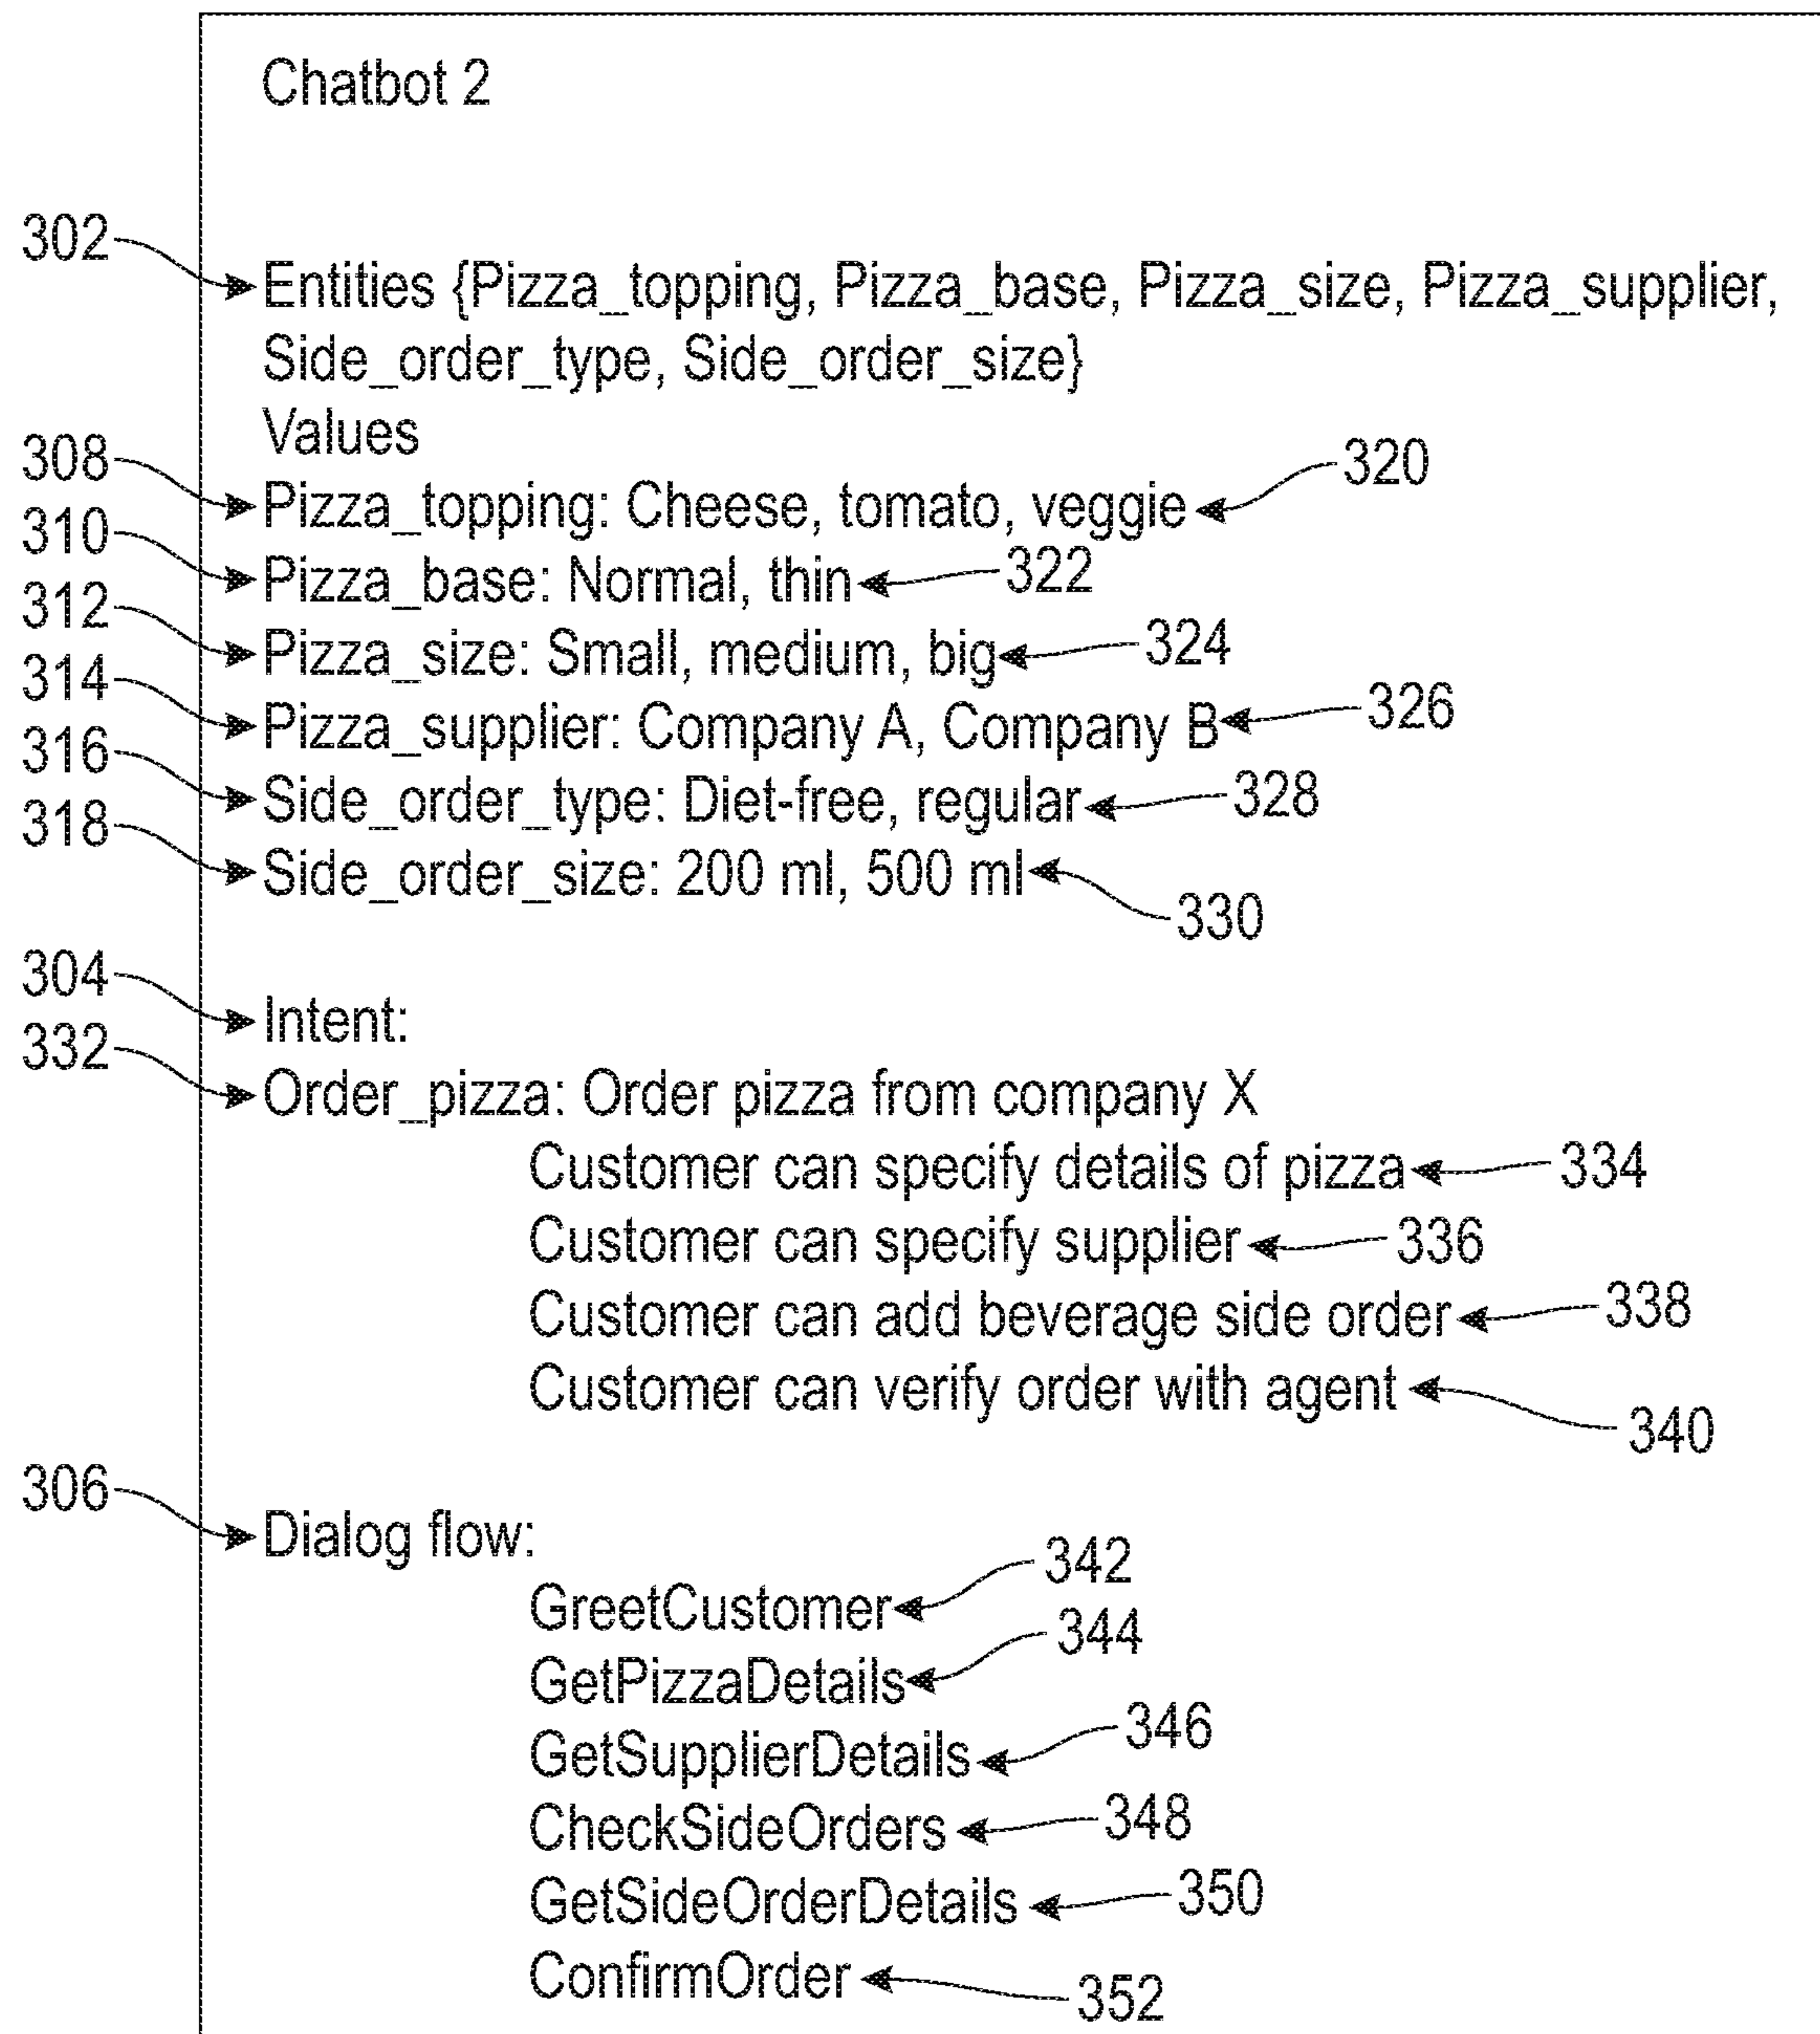 Chatbot 2
302
Entities {Pizza_topping, Pizza_base, Pizza_size, Pizza_supplier,
Side_order_type, Side_order_size}
Values
308 Pizza_topping: Cheese, tomato, veggie 320
310 Pizza_base: Normal, thin 322
312 Pizza_size: Small, medium, big 324
314 Pizza_supplier: Company A, Company B 326
316 Side_order_type: Diet-free, regular 328
318 Side_order_size: 200 ml, 500 ml 330
304 Intent:
332 Order_pizza: Order pizza from company X
Customer can specify details of pizza 334
Customer can specify supplier 336
Customer can add beverage side order 338
Customer can verify order with agent 340
306 Dialog flow:
GreetCustomer 342
GetPizzaDetails 344
GetSupplierDetails 346
CheckSideOrders 348
GetSideOrderDetails 350
ConfirmOrder 352